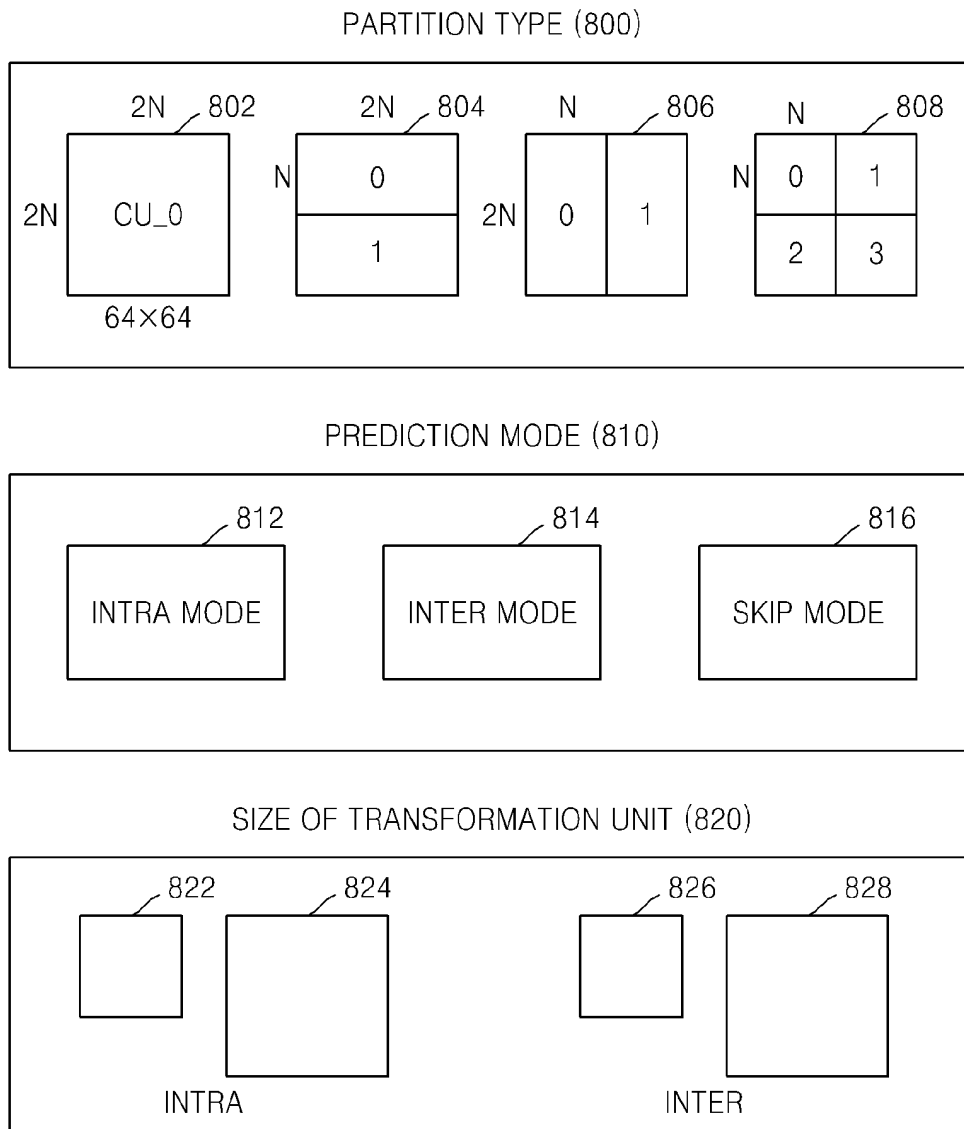 PARTITION TYPE (800)
2N 802 2N 804 N 806 N 808
2N CU_0 N 0 1 2N 0 1 N 0 1 2 3
64×64
PREDICTION MODE (810)
812 814 816
INTRA MODE INTER MODE SKIP MODE
SIZE OF TRANSFORMATION UNIT (820)
822 824 826 828
INTRA INTER